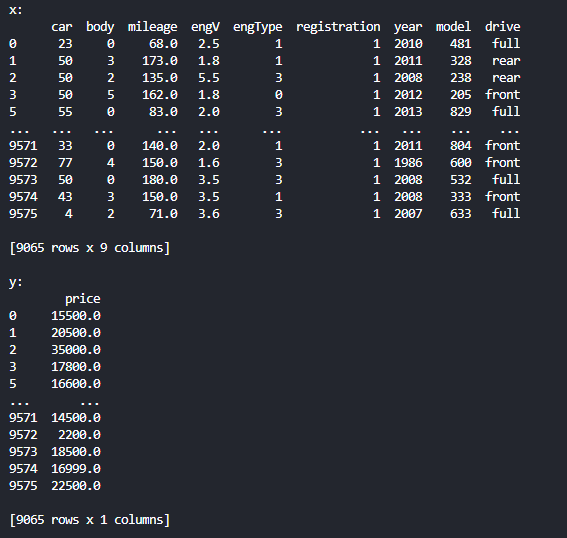 x:
car body mileage engV engType registration year model drive
0 23 0 68.0 2.5 1 1 2010 481 full
1 50 3 173.0 1.8 1 1 2011 328 rear
2 50 2 135.0 5.5 3 1 2008 238 rear
3 50 5 162.0 1.8 0 1 2012 205 front
5 55 0 83.0 2.0 3 1 2013 829 full
... ... ... ... ... ... ... ... ... ...
9571 33 0 140.0 2.0 1 1 2011 804 front
9572 77 4 150.0 1.6 3 1 1986 600 front
9573 50 0 180.0 3.5 3 1 2008 532 full
9574 43 3 150.0 3.5 1 1 2008 333 front
9575 4 2 71.0 3.6 3 1 2007 633 full
[9065 rows x 9 columns]
y:
price
0 15500.0
1 20500.0
2 35000.0
3 17800.0
5 16600.0
... ...
9571 14500.0
9572 2200.0
9573 18500.0
9574 16999.0
9575 22500.0
[9065 rows x 1 columns]